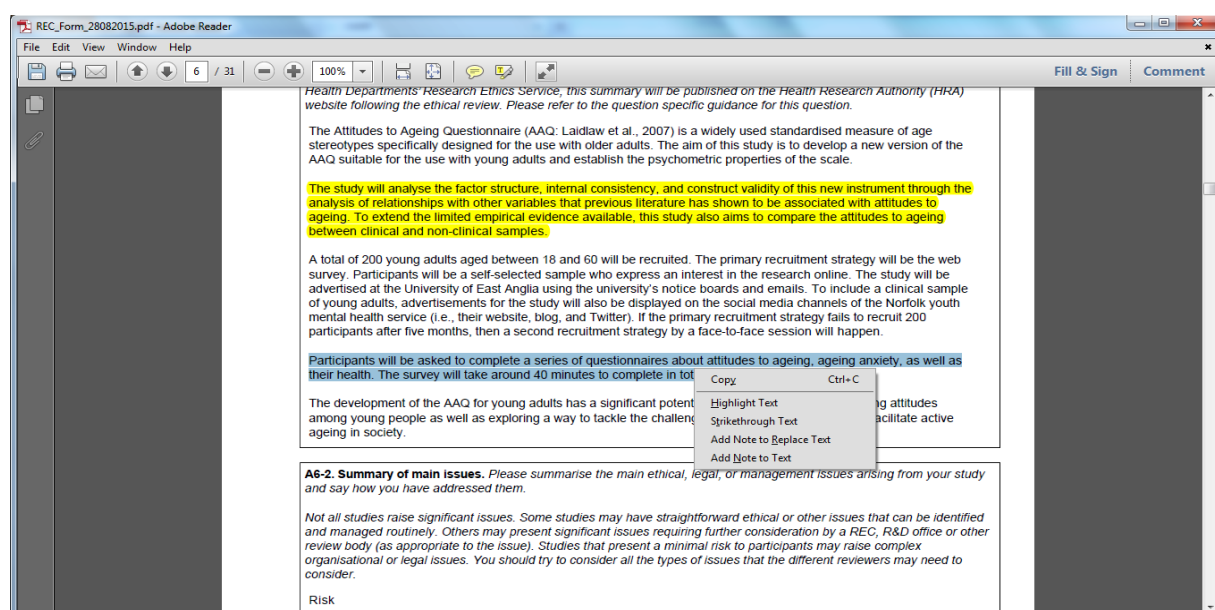 REC_Form_28082015.pdf - Adobe Reader
File Edit View Window Help
6 / 31 100% Fill & Sign Comment
Health Departments' Research Ethics Service, this summary will be published on the Health Research Authority (HRA)
website following the ethical review. Please refer to the question specific guidance for this question.
The Attitudes to Ageing Questionnaire (AAQ: Laidlaw et al., 2007) is a widely used standardised measure of age
stereotypes specifically designed for the use with older adults. The aim of this study is to develop a new version of the
AAQ suitable for the use with young adults and establish the psychometric properties of the scale.
The study will analyse the factor structure, internal consistency, and construct validity of this new instrument through the
analysis of relationships with other variables that previous literature has shown to be associated with attitudes to
ageing. To extend the limited empirical evidence available, this study also aims to compare the attitudes to ageing
between clinical and non-clinical samples.
A total of 200 young adults aged between 18 and 60 will be recruited. The primary recruitment strategy will be the web
survey. Participants will be a self-selected sample who express an interest in the research online. The study will be
advertised at the University of East Anglia using the university's notice boards and emails. To include a clinical sample
of young adults, advertisements for the study will also be displayed on the social media channels of the Norfolk youth
mental health service (i.e., their website, blog, and Twitter). If the primary recruitment strategy fails to recruit 200
participants after five months, then a second recruitment strategy by a face-to-face session will happen.
Participants will be asked to complete a series of questionnaires about attitudes to ageing, ageing anxiety, as well as
their health. The survey will take around 40 minutes to complete in tot
Copy Ctrl+C
Highlight Text
Strikethrough Text
Add Note to Replace Text
Add Note to Text
The development of the AAQ for young adults has a significant potent ng attitudes
among young people as well as exploring a way to tackle the challeng acilitate active
ageing in society.
A6-2. Summary of main issues. Please summarise the main ethical, legal, or management issues arising from your study
and say how you have addressed them.
Not all studies raise significant issues. Some studies may have straightforward ethical or other issues that can be identified
and managed routinely. Others may present significant issues requiring further consideration by a REC, R&D office or other
review body (as appropriate to the issue). Studies that present a minimal risk to participants may raise complex
organisational or legal issues. You should try to consider all the types of issues that the different reviewers may need to
consider.
Risk